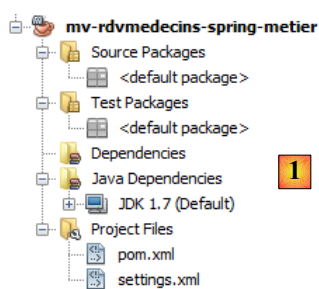 mv-rdvmedecins-spring-metier
Source Packages
<default package>
Test Packages
<default package>
Dependencies
Java Dependencies
JDK 1.7 (Default)
Project Files
pom.xml
settings.xml
1